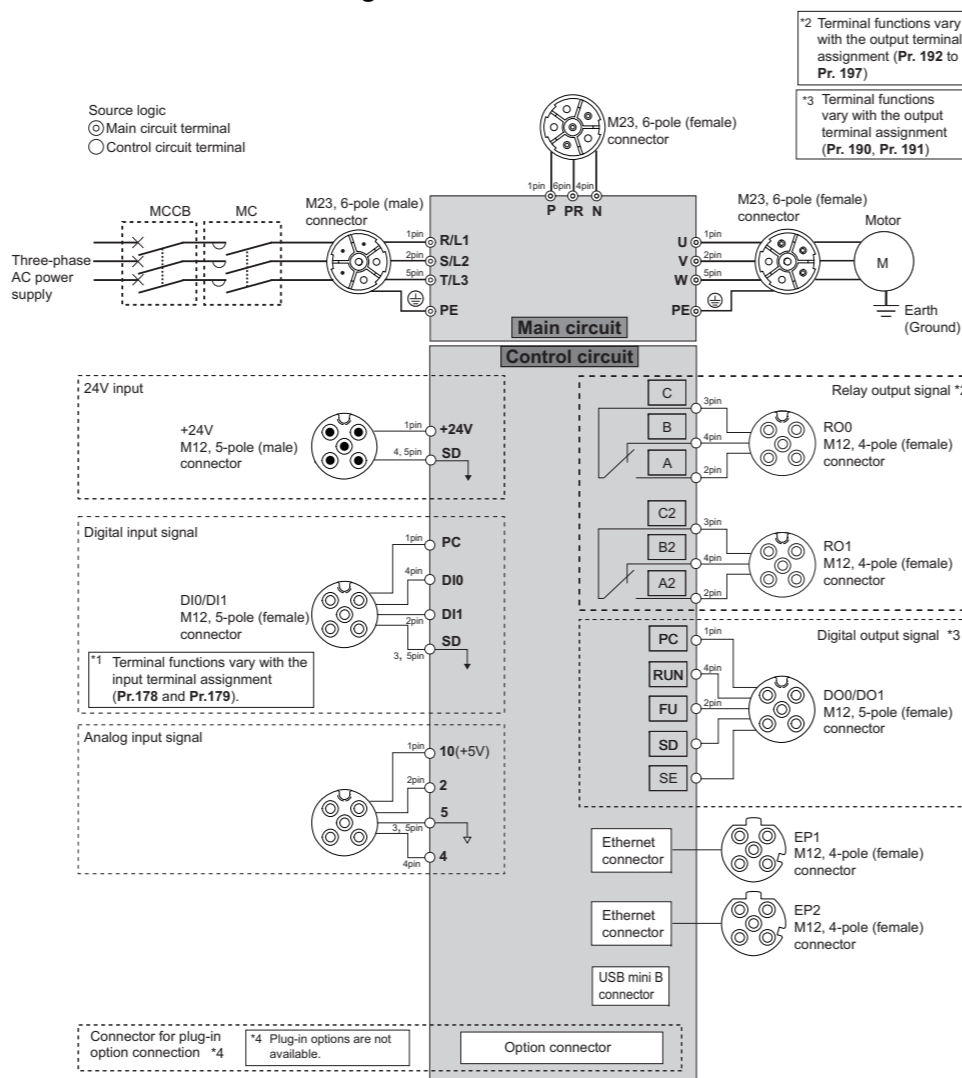 *2 Terminal functions vary
with the output terminal
assignment (Pr. 192 to
Pr. 197)
*3 Terminal functions
vary with the output
terminal assignment
(Pr. 190, Pr. 191)
Source logic
Main circuit terminal
Control circuit terminal
M23, 6-pole (female)
connector
1pin 6pin 4pin
P PR N
MCCB
MC
M23, 6-pole (male)
connector
Three-phase
AC power
supply
1pin R/L1
2pin S/L2
5pin T/L3
PE
M23, 6-pole (female)
connector
Motor
U 1pin
V 2pin
W 5pin
PE
M
Earth
(Ground)
Main circuit
Control circuit
24V input
+24V
M12, 5-pole (male)
connector
1pin +24V
4, 5pin SD
Relay output signal
C 3pin
B 4pin
A 2pin
RO0
M12, 4-pole (female)
connector
C2 3pin
B2 4pin
A2 2pin
RO1
M12, 4-pole (female)
connector
Digital input signal
DI0/DI1
M12, 5-pole (female)
connector
1pin PC
4pin DI0
2pin DI1
3, 5pin SD
*1 Terminal functions vary with the
input terminal assignment
(Pr.178 and Pr.179).
Digital output signal *3
PC 1pin
RUN 4pin
FU 2pin
SD
SE
DO0/DO1
M12, 5-pole (female)
connector
Analog input signal
1pin 10(+5V)
2pin 2
3, 5pin 5
4pin 4
Ethernet
connector
EP1
M12, 4-pole (female)
connector
Ethernet
connector
EP2
M12, 4-pole (female)
connector
USB mini B
connector
Connector for plug-in
option connection *4
*4 Plug-in options are not
available.
Option connector